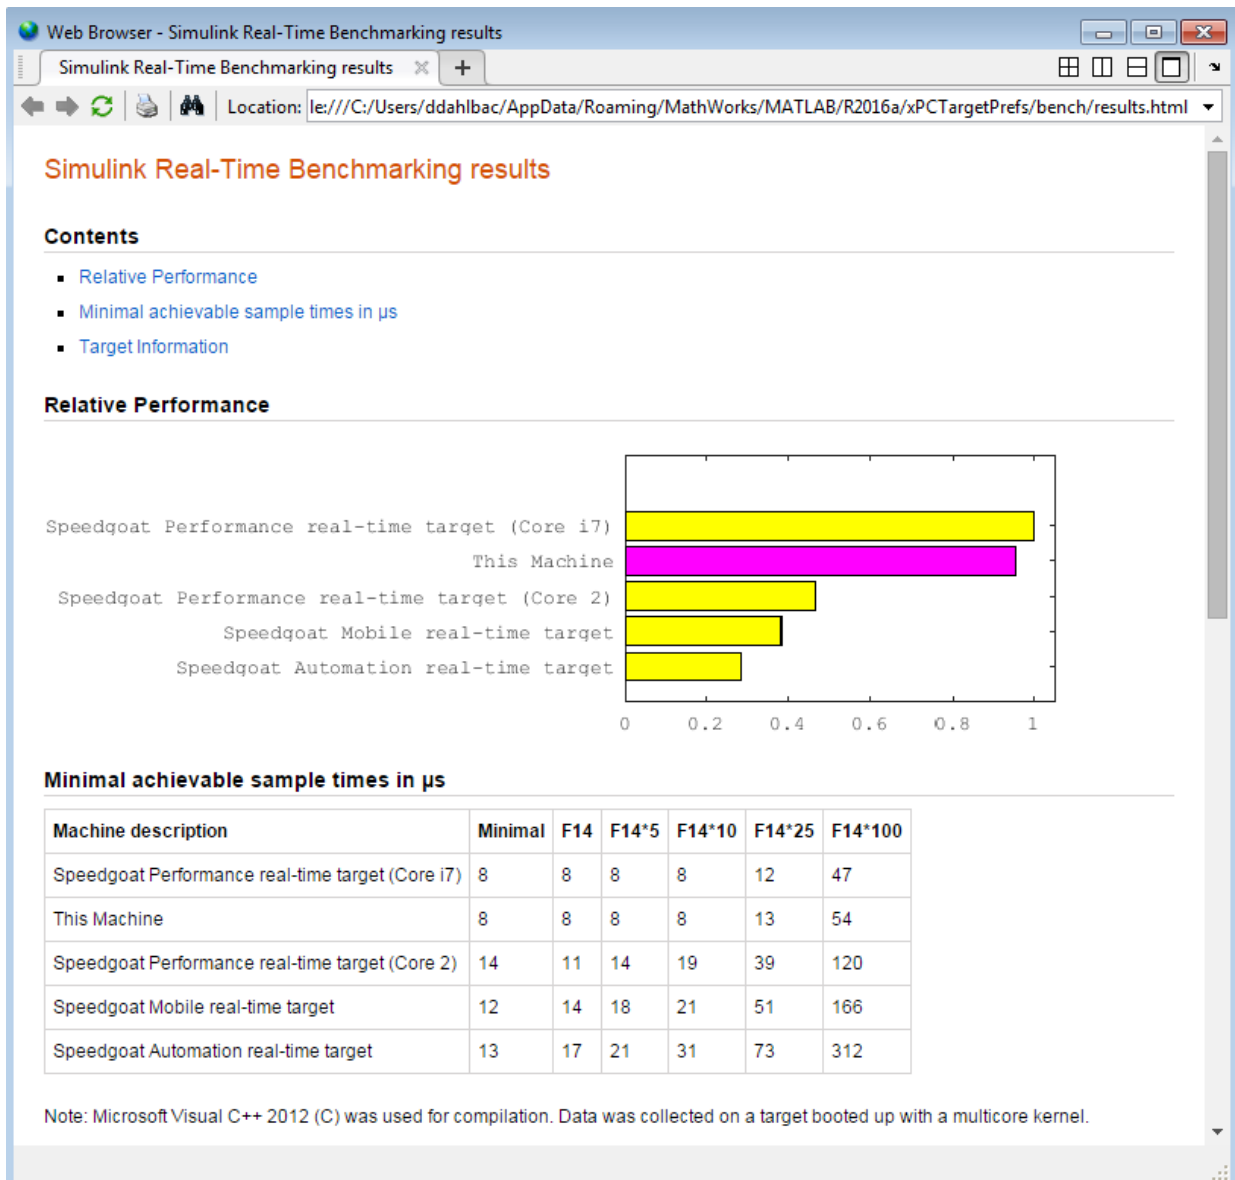 Web Browser - Simulink Real-Time Benchmarking results
Simulink Real-Time Benchmarking results
Location: le:///C:/Users/ddahlbac/AppData/Roaming/MathWorks/MATLAB/R2016a/xPCTargetPrefs/bench/results.html
Simulink Real-Time Benchmarking results
Contents
Relative Performance
Minimal achievable sample times in µs
Target Information
Relative Performance
Speedgoat Performance real-time target (Core i7)
This Machine
Speedgoat Performance real-time target (Core 2)
Speedgoat Mobile real-time target
Speedgoat Automation real-time target
0 0.2 0.4 0.6 0.8 1
Minimal achievable sample times in µs
Machine description Minimal F14 F14*5 F14*10 F14*25 F14*100
Speedgoat Performance real-time target (Core i7) 8 8 8 8 12 47
This Machine 8 8 8 8 13 54
Speedgoat Performance real-time target (Core 2) 14 11 14 19 39 120
Speedgoat Mobile real-time target 12 14 18 21 51 166
Speedgoat Automation real-time target 13 17 21 31 73 312
Note: Microsoft Visual C++ 2012 (C) was used for compilation. Data was collected on a target booted up with a multicore kernel.